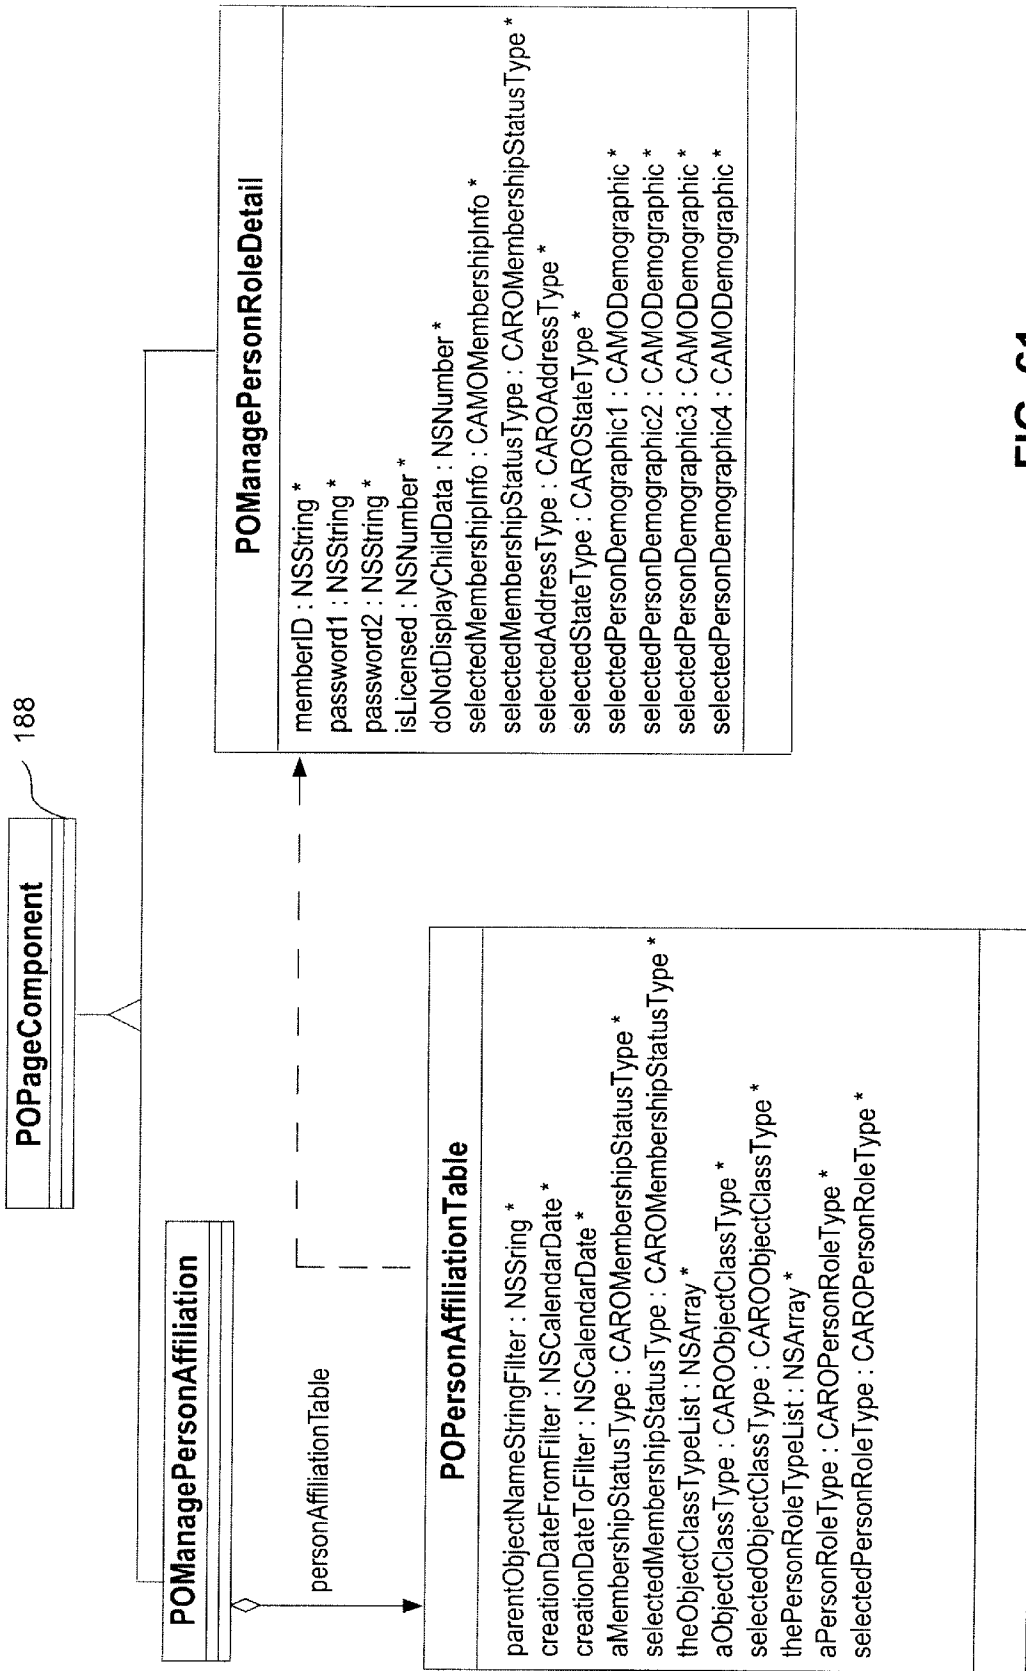 POPageComponent
188
POManagePersonAffiliation
personAffiliationTable
POPersonAffiliationTable
parentObjectNameStringFilter : NSSring *
creationDateFromFilter : NSCalendarDate *
creationDateToFilter : NSCalendarDate *
aMembershipStatusType : CAROMembershipStatusType *
selectedMembershipStatusType : CAROMembershipStatusType *
theObjectClassTypeList : NSArray *
aObjectClassType : CAROObjectClassType *
selectedObjectClassType : CAROObjectClassType *
thePersonRoleTypeList : NSArray *
aPersonRoleType : CAROPersonRoleType *
selectedPersonRoleType : CAROPersonRoleType *
POManagePersonRoleDetail
memberID : NSString *
password1 : NSString *
password2 : NSString *
isLicensed : NSNumber *
doNotDisplayChildData : NSNumber *
selectedMembershipInfo : CAMOMembershipInfo *
selectedMembershipStatusType : CAROMembershipStatusType *
selectedAddressType : CAROAddressType *
selectedStateType : CAROStateType *
selectedPersonDemographic1 : CAMODemographic *
selectedPersonDemographic2 : CAMODemographic *
selectedPersonDemographic3 : CAMODemographic *
selectedPersonDemographic4 : CAMODemographic *